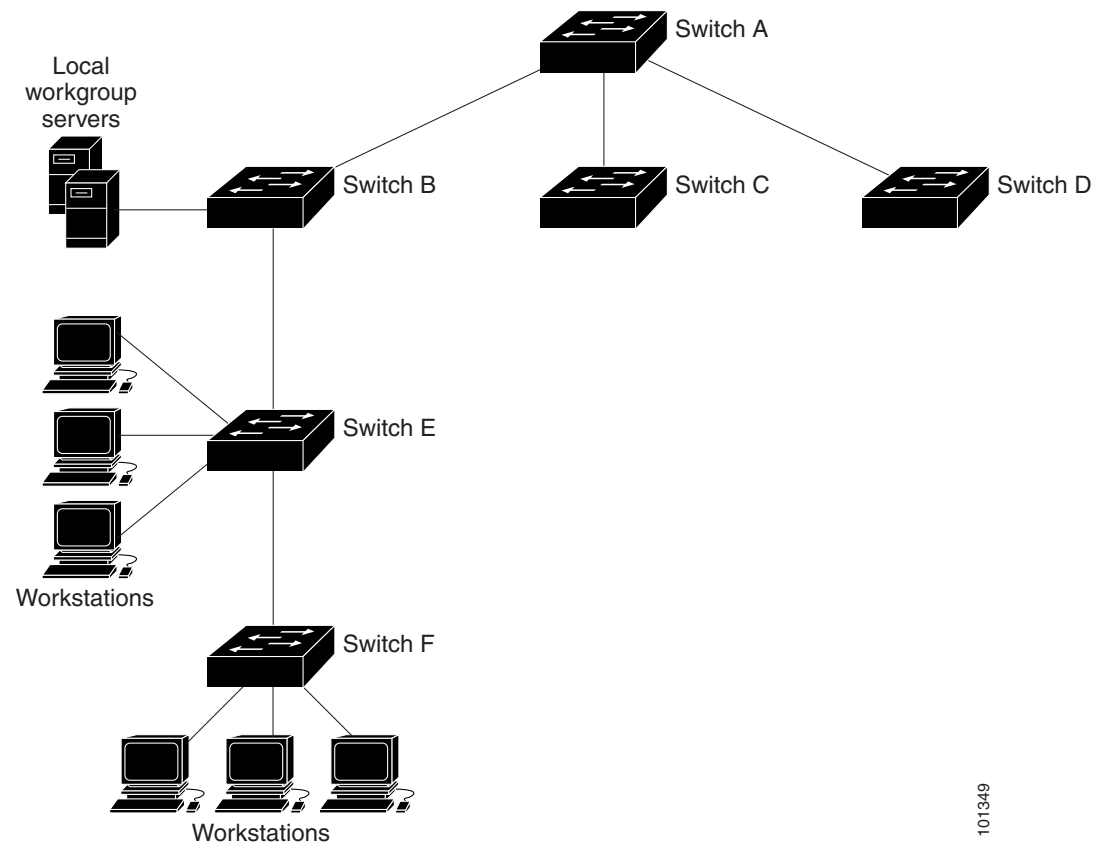 Switch A
Local
workgroup
servers
Switch B
Switch C
Switch D
Switch E
Workstations
Switch F
Workstations
101349